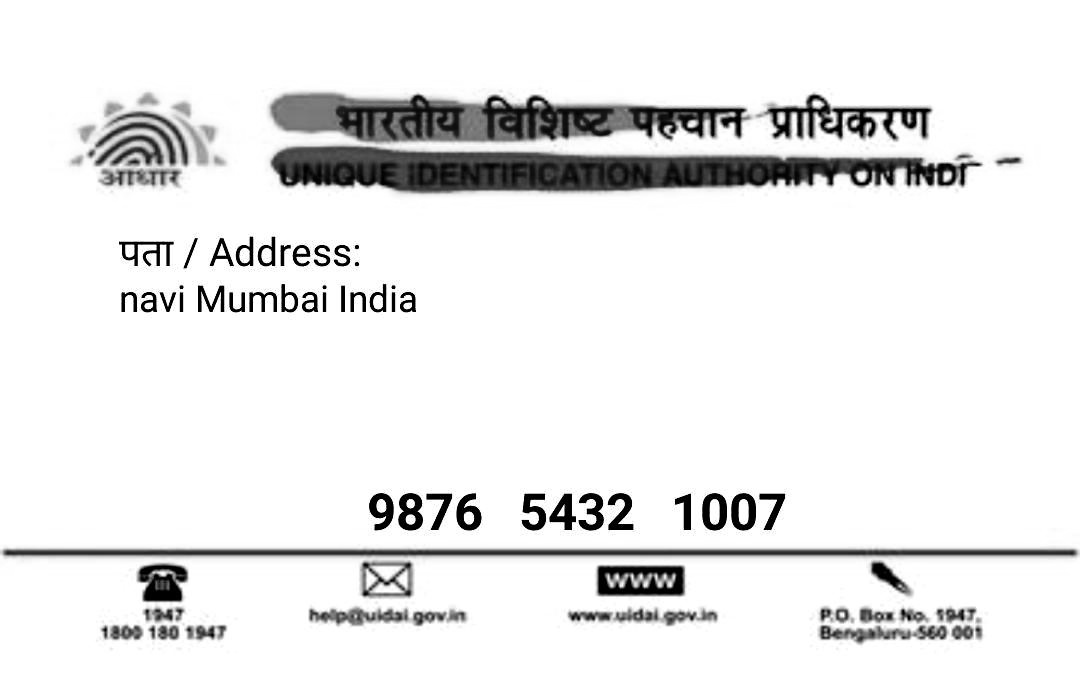 आधार
भारतीय विशिष्ट पहचान प्राधिकरण
UNIQUE IDENTIFICATION AUTHORITY ON INDI
पता / Address:
navi Mumbai India
9876 5432 1007
WWW
1947
1800 180 1947
help@uidai.gov.in
www.uidai.gov.in
P.O. Box No. 1947,
Bengaluru-560 001